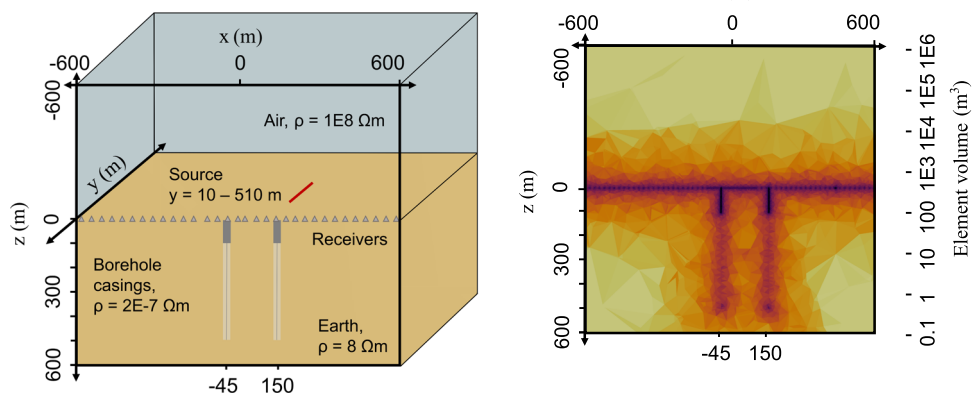 x (m)
-600
0
600
-600
Air, ρ = 1E8 Ωm
y (m)
Source
y = 10 – 510 m
z (m)
0
Receivers
Borehole
casings,
ρ = 2E-7 Ωm
300
Earth,
ρ = 8 Ωm
600
-45
150
-600
0
600
-600
z (m)
0
300
600
-45
150
0.1
1
10
100
1E3
1E4
1E5
1E6
Element volume (m³)